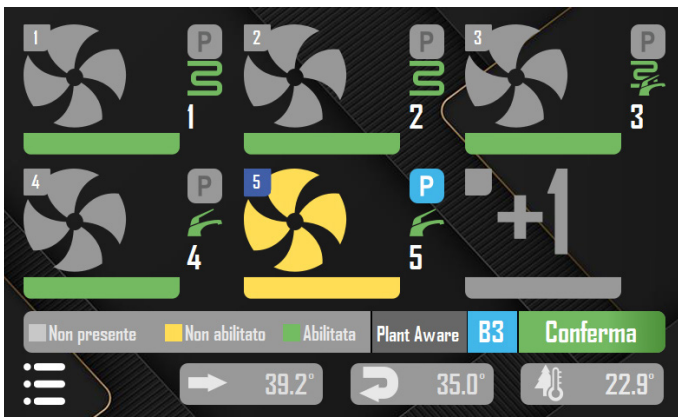 1 P 2 P 3 P
1 2 3
4 P 5 P +1
4 5
Non presente Non abilitato Abilitata Plant Aware B3 Conferma
39.2° 35.0° 22.9°